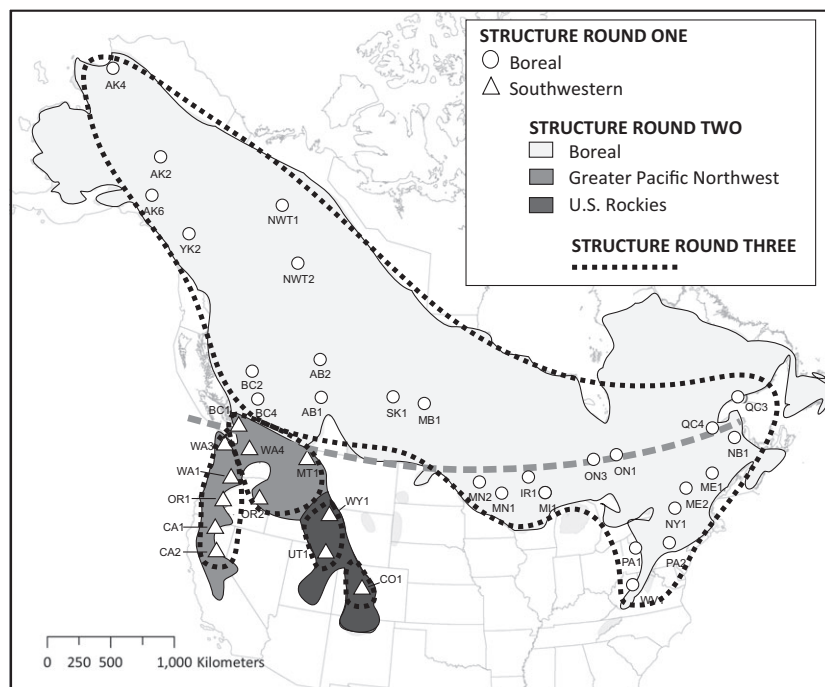 STRUCTURE ROUND ONE
Boreal
Southwestern
STRUCTURE ROUND TWO
Boreal
Greater Pacific Northwest
U.S. Rockies
STRUCTURE ROUND THREE
AK4
AK2
AK6
YK2
NWT1
NWT2
AB2
BC2
BC4
AB1
SK1
MB1
BC1
WA3
WA4
MT1
WA1
OR1
OR2
CA1
CA2
WY1
UT1
CO1
QC3
QC4
NB1
ON1
ON3
IR1
MN2
MN1
MI1
ME1
ME2
NY1
PA1
PA2
WV
0 250 500 1,000 Kilometers